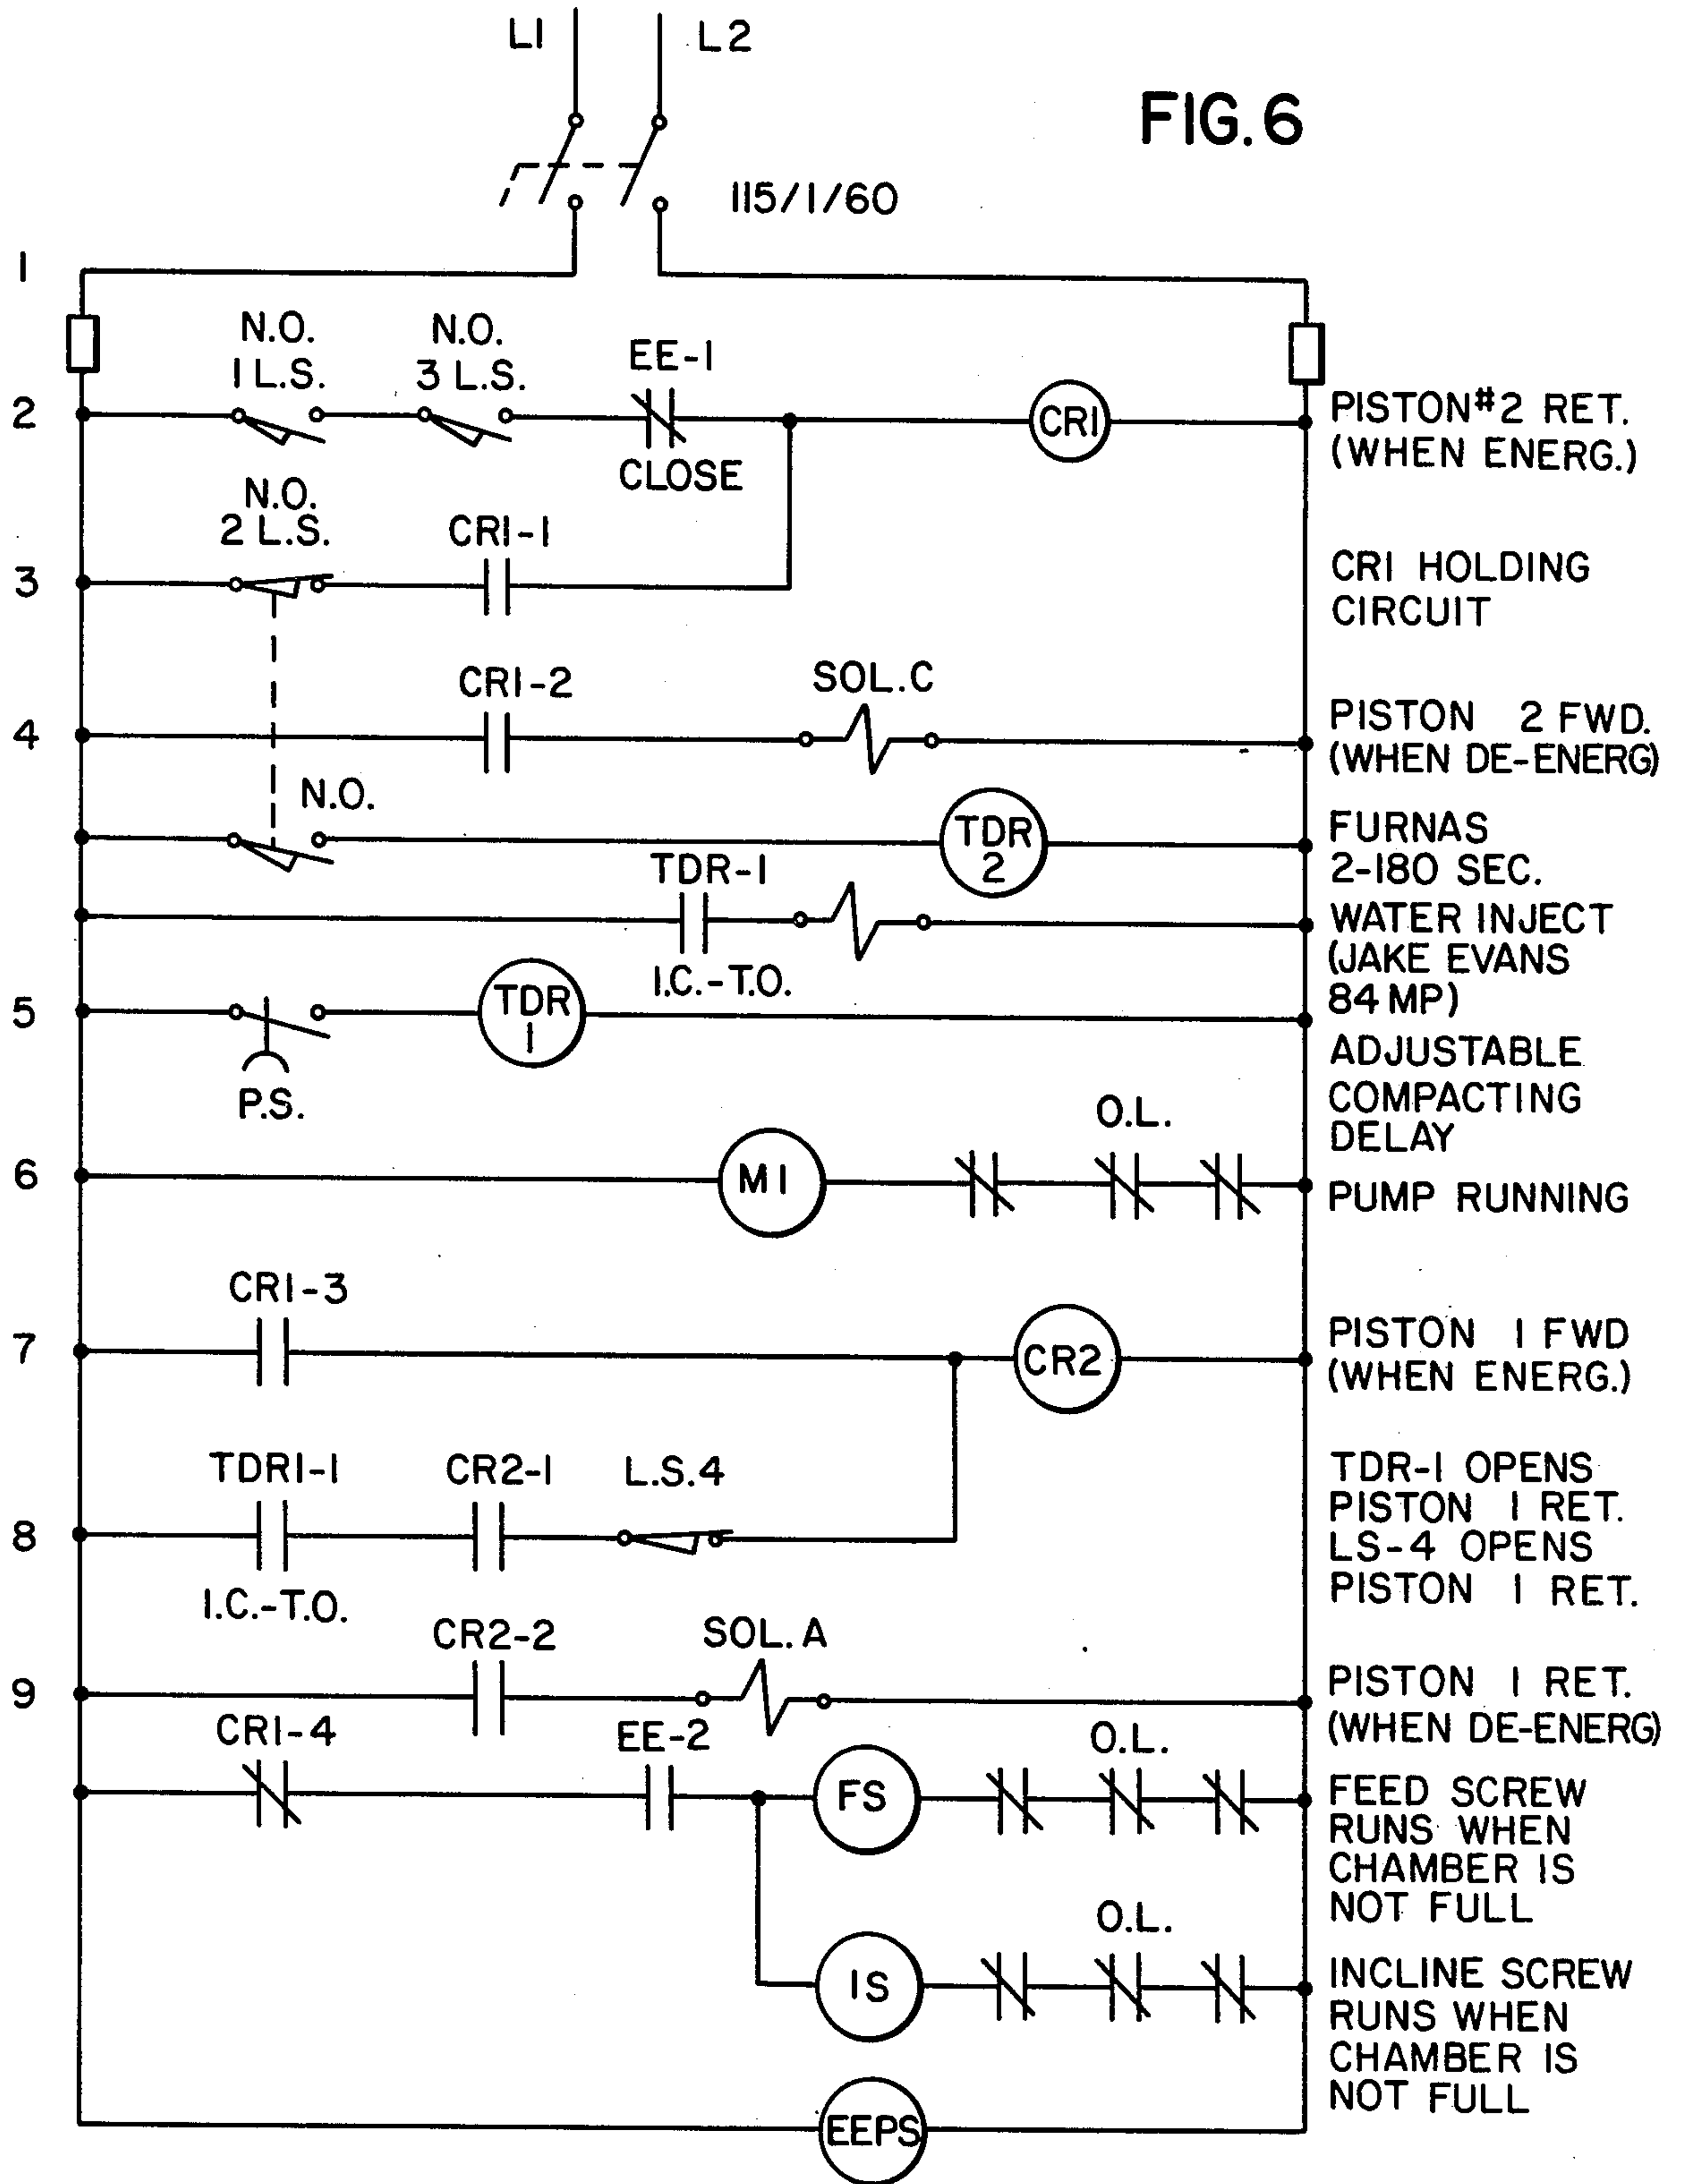 L1
L2
FIG. 6
115/1/60
1
N.O.
1 L.S.
N.O.
3 L.S.
EE-1
2
CR1
PISTON #2 RET.
(WHEN ENERG.)
CLOSE
N.O.
2 L.S.
CR1-1
3
CR1 HOLDING
CIRCUIT
CR1-2
SOL. C
4
PISTON 2 FWD.
(WHEN DE-ENERG)
N.O.
TDR
2
FURNAS
2-180 SEC.
TDR-1
I.C.-T.O.
WATER INJECT
(JAKE EVANS
84 MP)
5
TDR
1
P.S.
ADJUSTABLE
COMPACTING
DELAY
O.L.
6
M1
PUMP RUNNING
CR1-3
7
CR2
PISTON 1 FWD
(WHEN ENERG.)
TDR1-1
CR2-1
L.S.4
8
I.C.-T.O.
TDR-1 OPENS
PISTON 1 RET.
LS-4 OPENS
PISTON 1 RET.
CR2-2
SOL. A
9
PISTON 1 RET.
(WHEN DE-ENERG)
CR1-4
EE-2
FS
O.L.
FEED SCREW
RUNS WHEN
CHAMBER IS
NOT FULL
O.L.
IS
INCLINE SCREW
RUNS WHEN
CHAMBER IS
NOT FULL
EEPS